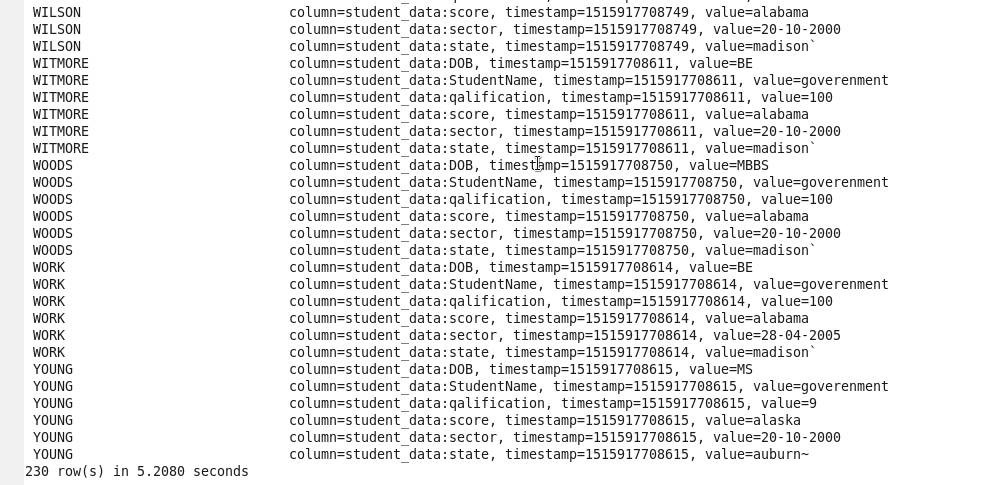 WILSON column=student_data:score, timestamp=1515917708749, value=alabama
WILSON column=student_data:sector, timestamp=1515917708749, value=20-10-2000
WILSON column=student_data:state, timestamp=1515917708749, value=madison`
WITMORE column=student_data:DOB, timestamp=1515917708611, value=BE
WITMORE column=student_data:StudentName, timestamp=1515917708611, value=goverenment
WITMORE column=student_data:qalification, timestamp=1515917708611, value=100
WITMORE column=student_data:score, timestamp=1515917708611, value=alabama
WITMORE column=student_data:sector, timestamp=1515917708611, value=20-10-2000
WITMORE column=student_data:state, timestamp=1515917708611, value=madison`
WOODS column=student_data:DOB, timestamp=1515917708750, value=MBBS
WOODS column=student_data:StudentName, timestamp=1515917708750, value=goverenment
WOODS column=student_data:qalification, timestamp=1515917708750, value=100
WOODS column=student_data:score, timestamp=1515917708750, value=alabama
WOODS column=student_data:sector, timestamp=1515917708750, value=20-10-2000
WOODS column=student_data:state, timestamp=1515917708750, value=madison`
WORK column=student_data:DOB, timestamp=1515917708614, value=BE
WORK column=student_data:StudentName, timestamp=1515917708614, value=goverenment
WORK column=student_data:qalification, timestamp=1515917708614, value=100
WORK column=student_data:score, timestamp=1515917708614, value=alabama
WORK column=student_data:sector, timestamp=1515917708614, value=28-04-2005
WORK column=student_data:state, timestamp=1515917708614, value=madison`
YOUNG column=student_data:DOB, timestamp=1515917708615, value=MS
YOUNG column=student_data:StudentName, timestamp=1515917708615, value=goverenment
YOUNG column=student_data:qalification, timestamp=1515917708615, value=9
YOUNG column=student_data:score, timestamp=1515917708615, value=alaska
YOUNG column=student_data:sector, timestamp=1515917708615, value=20-10-2000
YOUNG column=student_data:state, timestamp=1515917708615, value=auburn~
230 row(s) in 5.2080 seconds